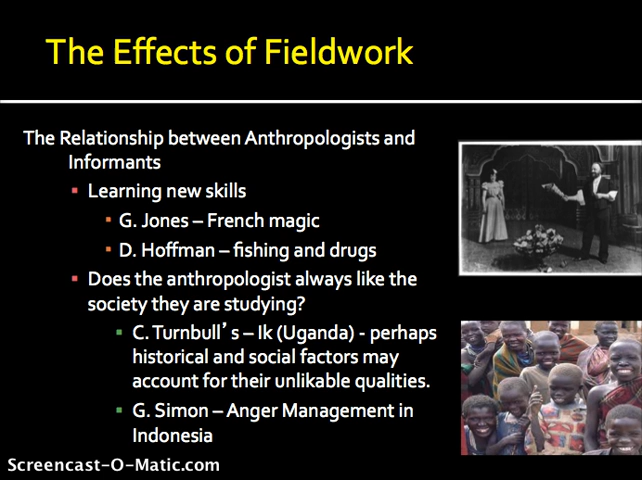 The Effects of Fieldwork
The Relationship between Anthropologists and
Informants
Learning new skills
G. Jones – French magic
D. Hoffman – fishing and drugs
Does the anthropologist always like the
society they are studying?
C. Turnbull’s – Ik (Uganda) - perhaps
historical and social factors may
account for their unlikable qualities.
G. Simon – Anger Management in
Indonesia
Screencast-O-Matic.com